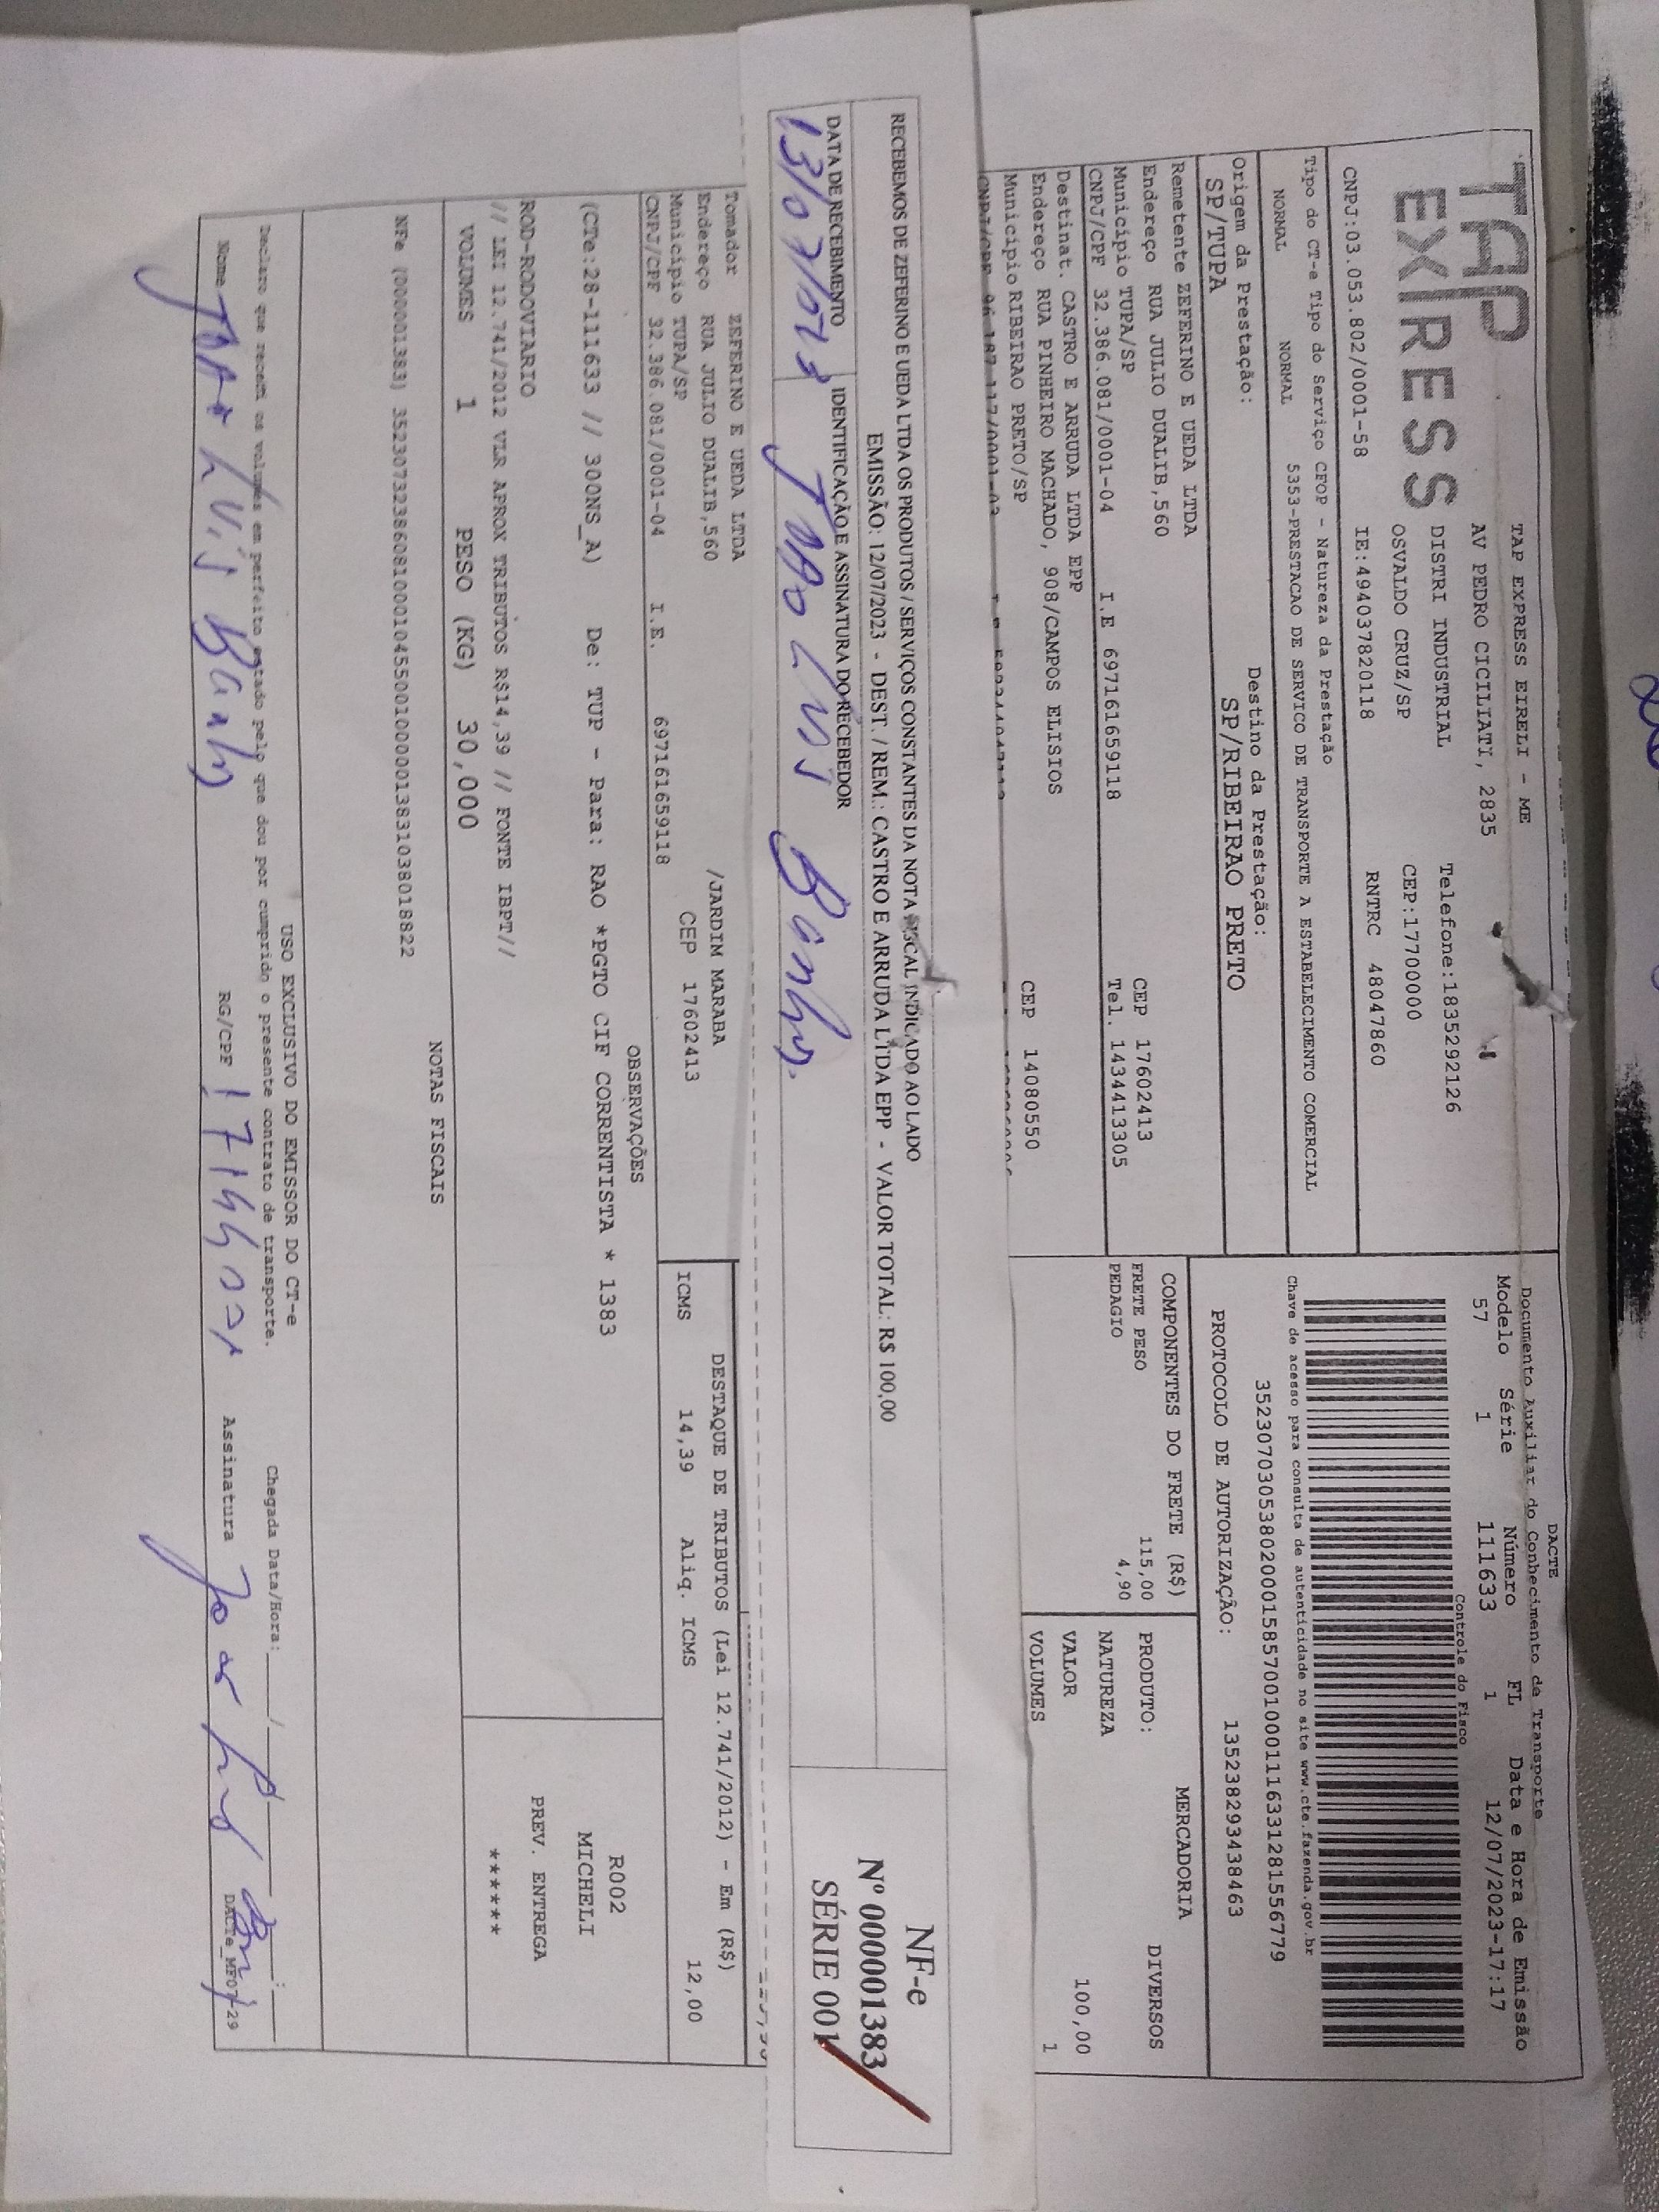 TAP
EXPRESS
TAP EXPRESS EIRELI - ME
AV PEDRO CICILIATI, 2835
DISTRI INDUSTRIAL Telefone:1835292126
OSVALDO CRUZ/SP CEP:17700000
CNPJ:03.053.802/0001-58 IE:494037820118 RNTRC 48047860
Tipo do CT-e Tipo do Serviço CFOP - Natureza da Prestação
NORMAL NORMAL 5353-PRESTACAO DE SERVICO DE TRANSPORTE A ESTABELECIMENTO COMERCIAL
Origem da Prestação: Destino da Prestação:
SP/TUPA SP/RIBEIRAO PRETO
DACTE
Documento Auxiliar do Conhecimento de Transporte
Modelo Série Número FL Data e Hora de Emissão
57 1 111633 1 12/07/2023-17:17
Controle do Fisco
Chave de acesso para consulta de autenticidade no site www.cte.fazenda.gov.br
35230703053802000158570010001116331281556779
PROTOCOLO DE AUTORIZAÇÃO: 135238293438463
Remetente ZEFERINO E UEDA LTDA
Endereço RUA JULIO DUALIB,560 CEP 17602413
Município TUPA/SP Tel. 1434413305
CNPJ/CPF 32.386.081/0001-04 I.E 697161659118
Destinat. CASTRO E ARRUDA LTDA EPP
Endereço RUA PINHEIRO MACHADO, 908/CAMPOS ELISIOS
Município RIBEIRAO PRETO/SP CEP 14080550
COMPONENTES DO FRETE (R$)
FRETE PESO 115,00
PEDAGIO 4,90
MERCADORIA
PRODUTO: DIVERSOS
NATUREZA
VALOR 100,00
VOLUMES 1
RECEBEMOS DE ZEFERINO E UEDA LTDA OS PRODUTOS / SERVIÇOS CONSTANTES DA NOTA FISCAL INDICADO AO LADO
EMISSÃO: 12/07/2023 - DEST. / REM.: CASTRO E ARRUDA LTDA EPP - VALOR TOTAL: R$ 100,00
DATA DE RECEBIMENTO IDENTIFICAÇÃO E ASSINATURA DO RECEBEDOR
NF-e
Nº 000001383
SÉRIE 001
Tomador ZEFERINO E UEDA LTDA
Endereço RUA JULIO DUALIB,560 /JARDIM MARABA
Município TUPA/SP CEP 17602413
CNPJ/CPF 32.386.081/0001-04 I.E. 697161659118
DESTAQUE DE TRIBUTOS (Lei 12.741/2012) - Em (R$)
ICMS 14,39 Aliq. ICMS 12,00
OBSERVAÇÕES
(CTe:28-111633 // 300NS_A) De: TUP - Para: RAO *PGTO CIF CORRENTISTA * 1383
ROD-RODOVIARIO
// LEI 12.741/2012 VLR APROX TRIBUTOS R$14,39 // FONTE IBPT//
R002
MICHELI
PREV. ENTREGA
*******
VOLUMES 1 PESO (KG) 30,000
NOTAS FISCAIS
NFe (000001383) 35230732386081000104550010000013831038018822
USO EXCLUSIVO DO EMISSOR DO CT-e
Declaro que recebi os volumes em perfeito estado pelo que dou por cumprido o presente contrato de transporte.
Chegada Data/Hora: / :
Nome RG/CPF Assinatura